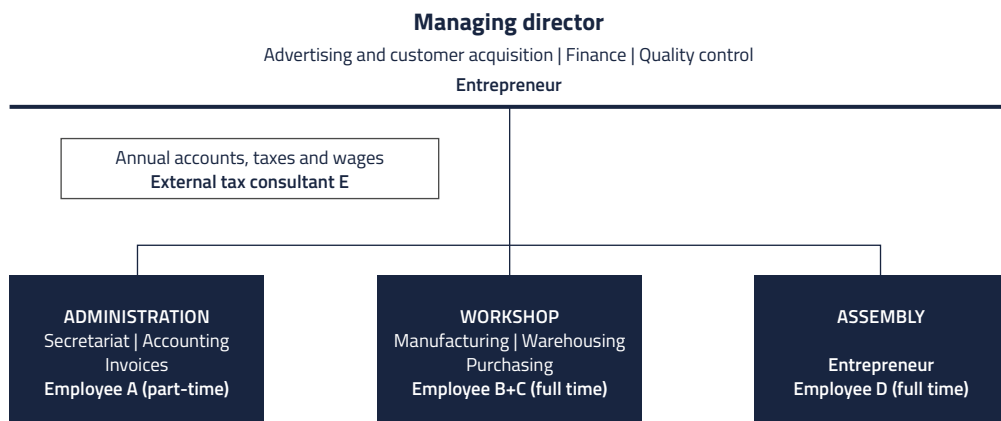 Managing director
Advertising and customer acquisition | Finance | Quality control
Entrepreneur
Annual accounts, taxes and wages
External tax consultant E
ADMINISTRATION
Secretariat | Accounting
Invoices
Employee A (part-time)
WORKSHOP
Manufacturing | Warehousing
Purchasing
Employee B+C (full time)
ASSEMBLY
Entrepreneur
Employee D (full time)